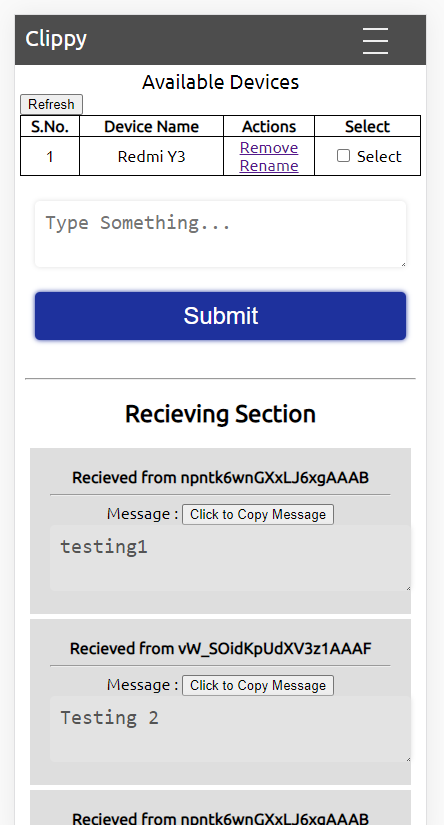 Clippy
Available Devices
Refresh
S.No. Device Name Actions Select
1 Redmi Y3 Remove Rename Select
Type Something...
Submit
Recieving Section
Recieved from npntk6wnGXxLJ6xgAAAB
Message : Click to Copy Message
testing1
Recieved from vW_SOidKpUdXV3z1AAAF
Message : Click to Copy Message
Testing 2
Recieved from npntk6wnGXxLJ6xgAAAB